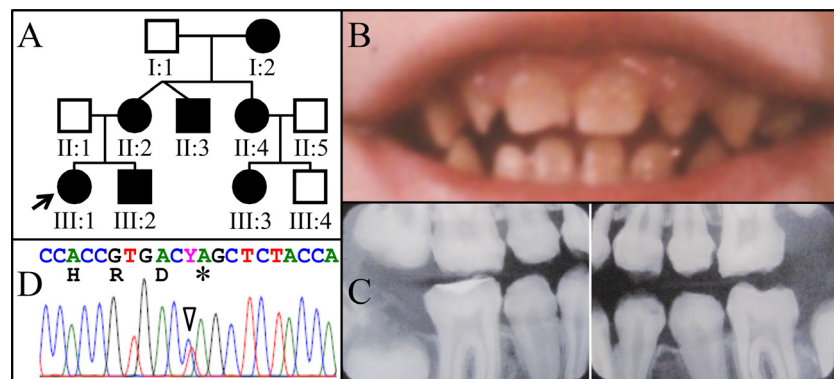 A
I:1 I:2
II:1 II:2 II:3 II:4 II:5
III:1 III:2 III:3 III:4
B
C
D
CCACCGTGACYAGCTCTACCA
H R D *